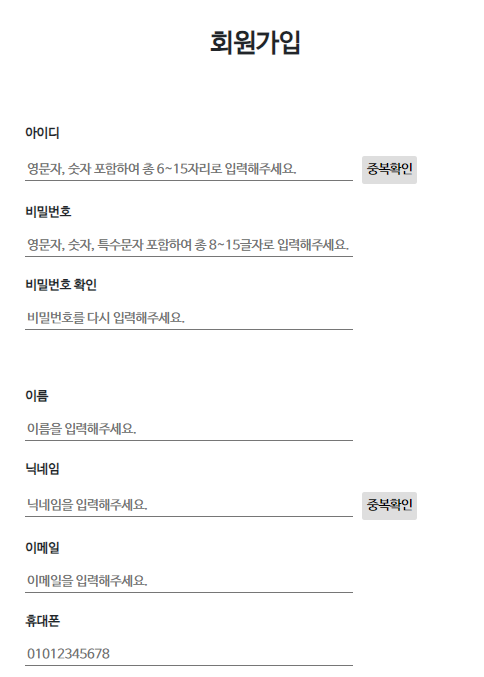 회원가입
아이디
영문자, 숫자 포함하여 총 6~15자리로 입력해주세요.
중복확인
비밀번호
영문자, 숫자, 특수문자 포함하여 총 8~15글자로 입력해주세요.
비밀번호 확인
비밀번호를 다시 입력해주세요.
이름
이름을 입력해주세요.
닉네임
닉네임을 입력해주세요.
중복확인
이메일
이메일을 입력해주세요.
휴대폰
01012345678